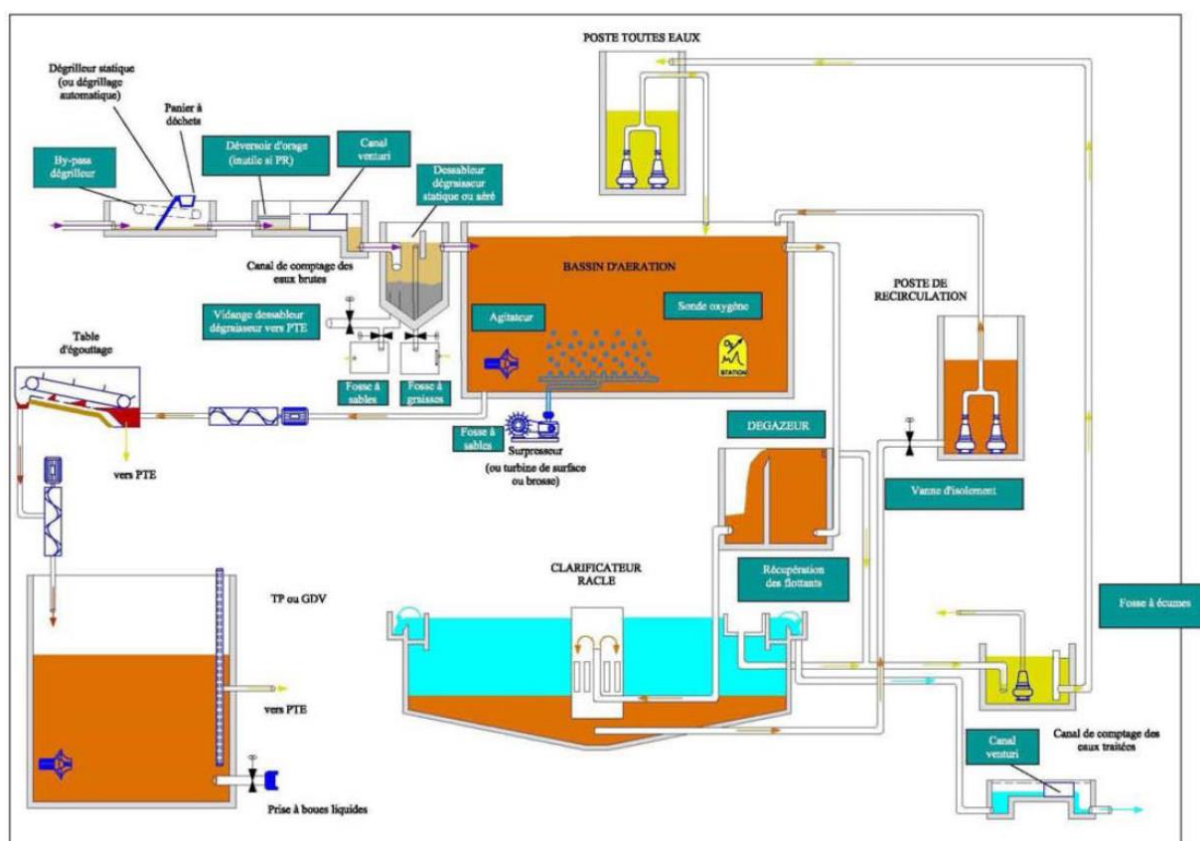 POSTE TOUTES EAUX
Dégrilleur statique
(ou dégrillage
automatique)
Panier à
déchets
By-pass
dégrilleur
Déversoir d'orage
(inutile si PR)
Canal
venturi
Dessableur
dégraisseur
statique ou aéré
Canal de comptage des
eaux brutes
BASSIN D'AERATION
Agitateur
Sonde oxygène
O2
STATION
POSTE DE
RECIRCULATION
Vidange dessableur
dégraisseur vers PTE
Fosse à
sables
Fosse à
graisses
Table
d'égouttage
vers PTE
Fosse à
sables
Surpresseur
(ou turbine de surface
ou brosse)
DEGAZEUR
Vanne d'isolement
CLARIFICATEUR
RACLE
Récupération
des flottants
Fosse à écumes
TP ou GDV
vers PTE
Prise à boues liquides
Canal de comptage des
eaux traitées
Canal
venturi